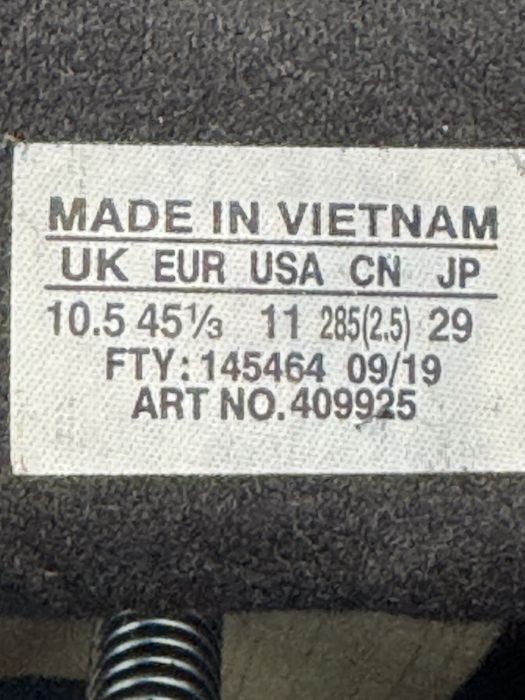 MADE IN VIETNAM
UK EUR USA CN JP
10.5 45⅓ 11 285(2.5) 29
FTY: 145464 09/19
ART NO. 409925